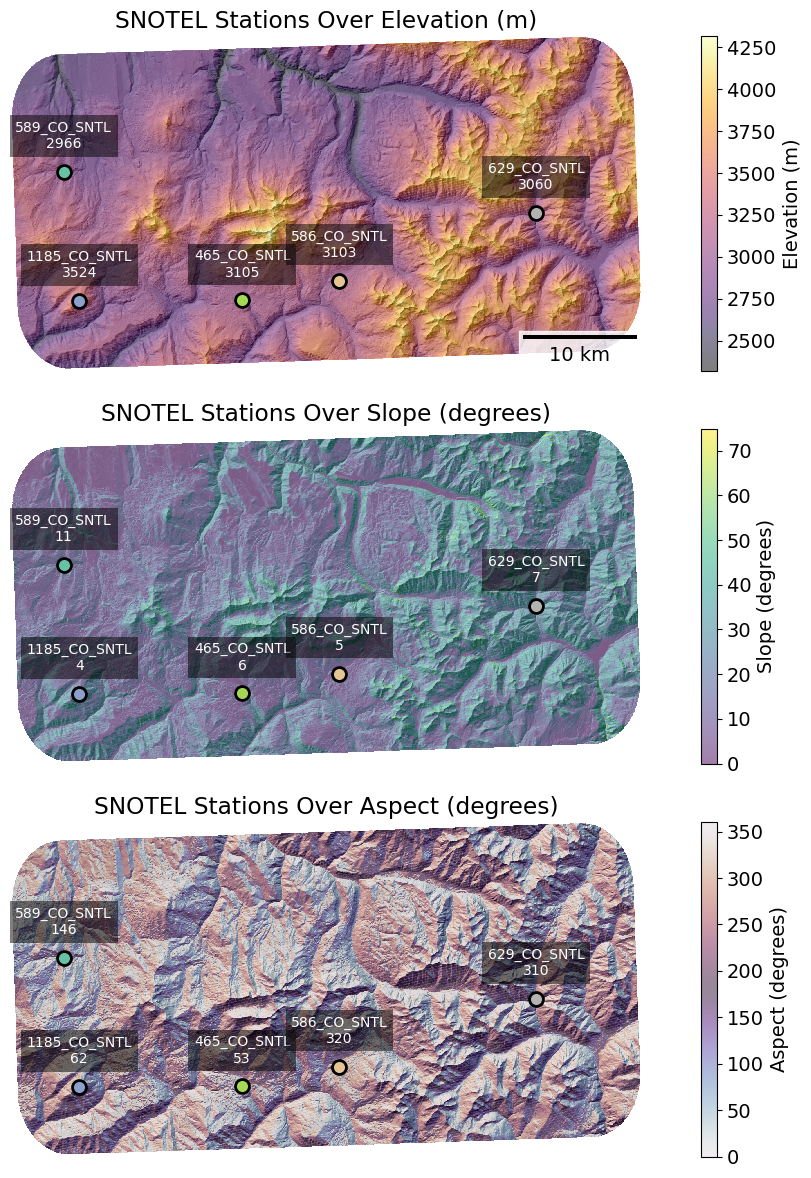 SNOTEL Stations Over Elevation (m)
589_CO_SNTL
2966
629_CO_SNTL
3060
586_CO_SNTL
3103
1185_CO_SNTL
3524
465_CO_SNTL
3105
10 km
4250
4000
3750
3500
3250
3000
2750
2500
Elevation (m)
SNOTEL Stations Over Slope (degrees)
589_CO_SNTL
11
629_CO_SNTL
7
586_CO_SNTL
5
1185_CO_SNTL
4
465_CO_SNTL
6
70
60
50
40
30
20
10
0
Slope (degrees)
SNOTEL Stations Over Aspect (degrees)
589_CO_SNTL
146
629_CO_SNTL
310
586_CO_SNTL
320
1185_CO_SNTL
62
465_CO_SNTL
53
350
300
250
200
150
100
50
0
Aspect (degrees)